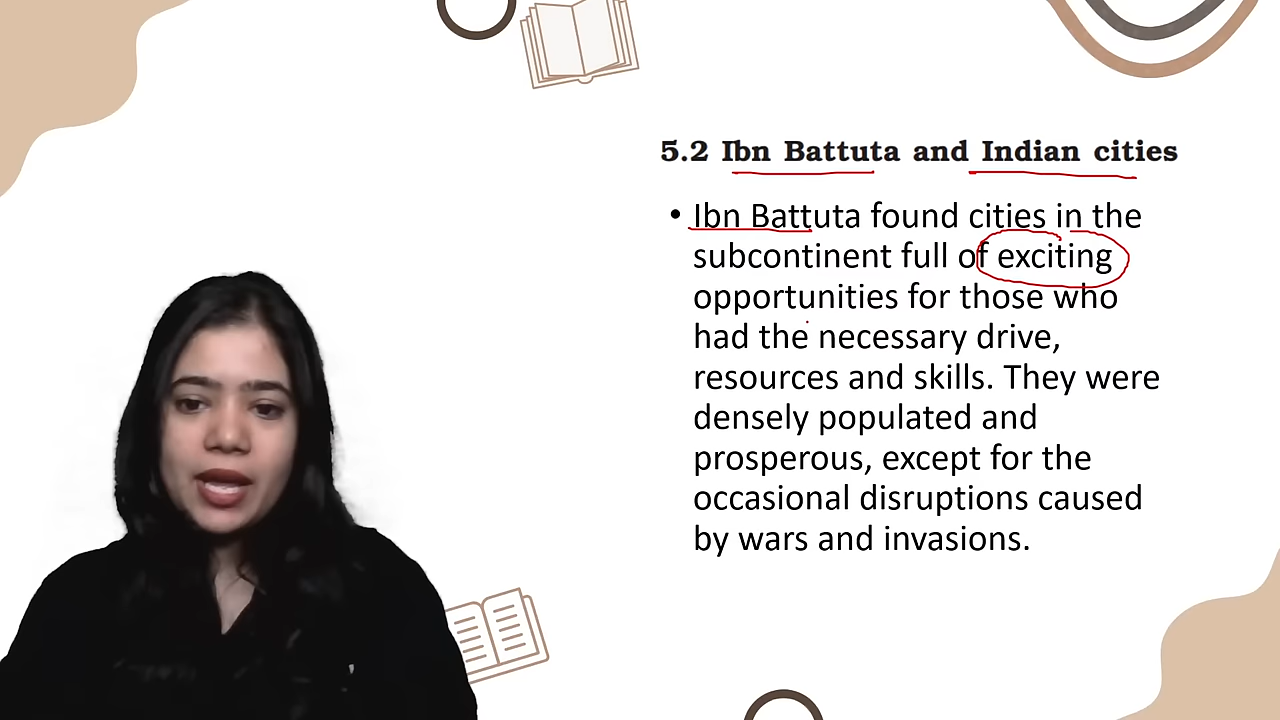 5.2 Ibn Battuta and Indian cities
• Ibn Battuta found cities in the
subcontinent full of exciting
opportunities for those who
had the necessary drive,
resources and skills. They were
densely populated and
prosperous, except for the
occasional disruptions caused
by wars and invasions.